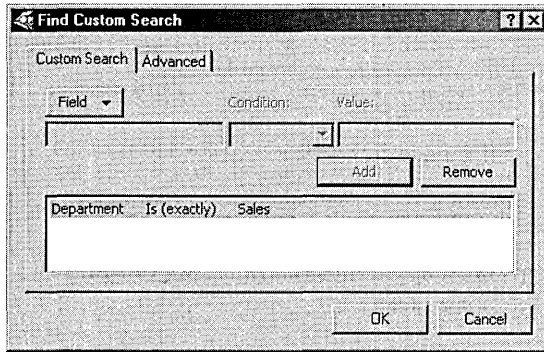 Find Custom Search
Custom Search Advanced
Field Condition: Value:
Add Remove
Department Is (exactly) Sales
OK Cancel